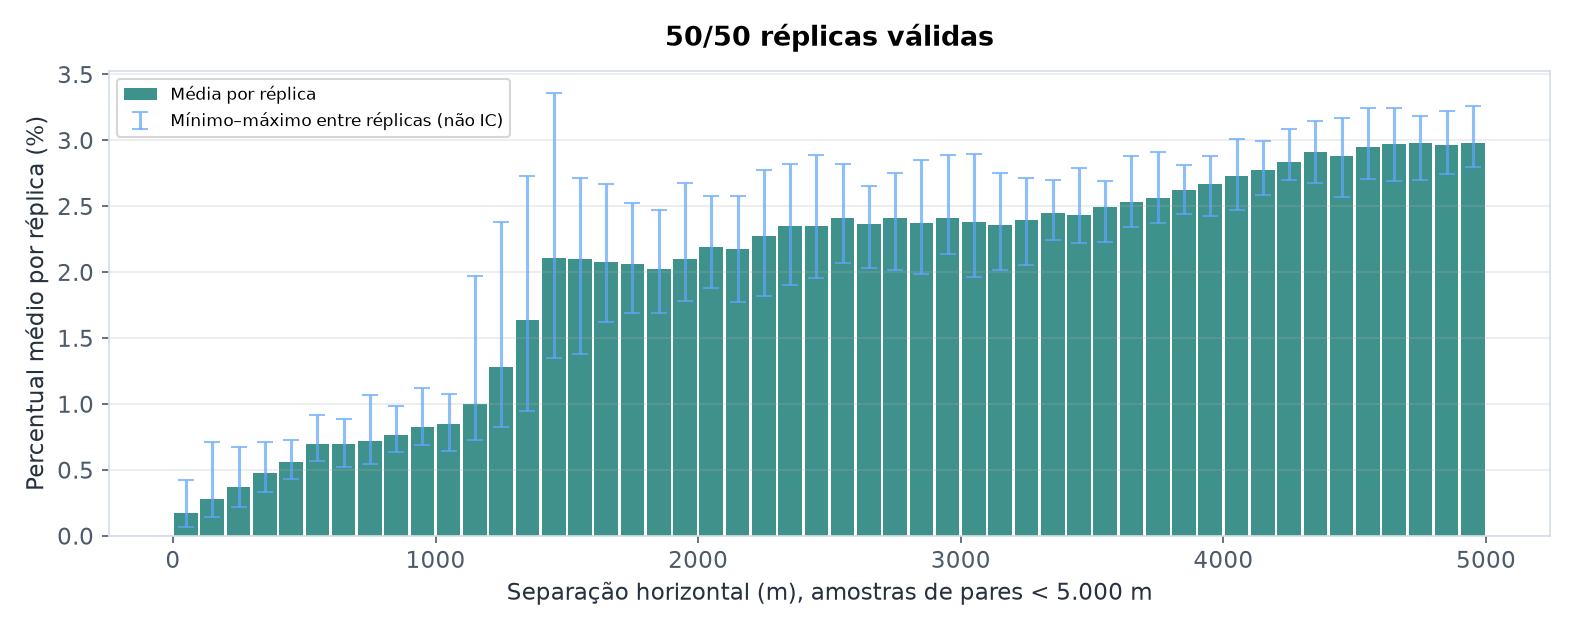 50/50 réplicas válidas
Média por réplica
Mínimo–máximo entre réplicas (não IC)
Percentual médio por réplica (%)
3.5
3.0
2.5
2.0
1.5
1.0
0.5
0.0
0 1000 2000 3000 4000 5000
Separação horizontal (m), amostras de pares < 5.000 m